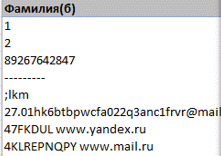 Фамилия(б)
1
2
89267642847
---------
;lkm
27.01hk6btbpwcfa022q3anc1frvr@mail
47FKDUL www.yandex.ru
4KLREPNQPY www.mail.ru